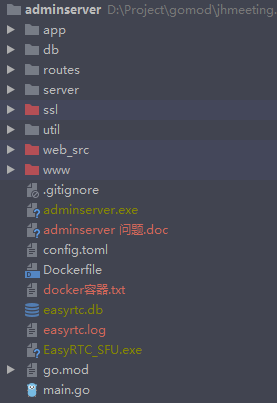 adminserver D:\Project\gomod\jhmeeting.
app
db
routes
server
ssl
util
web_src
www
.gitignore
adminserver.exe
adminserver 问题.doc
config.toml
Dockerfile
docker容器.txt
easyrtc.db
easyrtc.log
EasyRTC_SFU.exe
go.mod
main.go